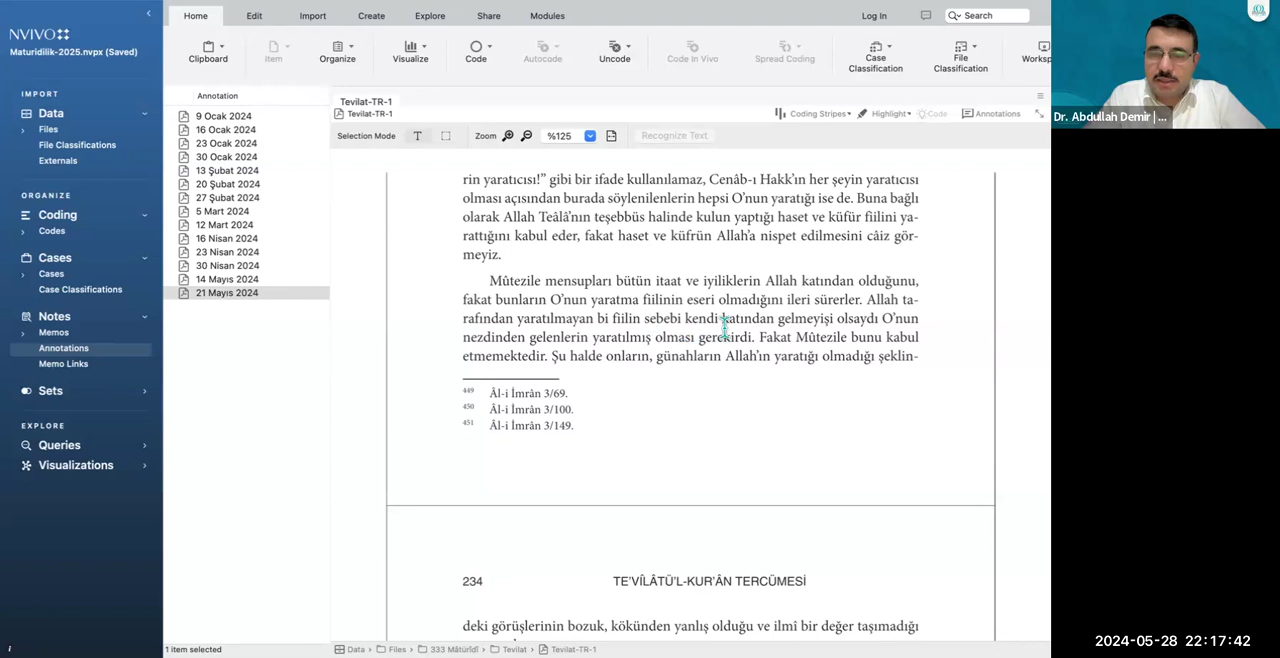 NVIVO
Maturidilik-2025.nvpx (Saved)
IMPORT
Data
Files
File Classifications
Externals
ORGANIZE
Coding
Codes
Cases
Cases
Case Classifications
Notes
Memos
Annotations
Memo Links
Sets
EXPLORE
Queries
Visualizations
Home Edit Import Create Explore Share Modules Log In Search
Clipboard Item Organize Visualize Code Autocode Uncode Code In Vivo Spread Coding Case Classification File Classification Worksp
Annotation
9 Ocak 2024
16 Ocak 2024
23 Ocak 2024
30 Ocak 2024
13 Şubat 2024
20 Şubat 2024
27 Şubat 2024
5 Mart 2024
12 Mart 2024
16 Nisan 2024
23 Nisan 2024
30 Nisan 2024
14 Mayıs 2024
21 Mayıs 2024
1 item selected
Tevilat-TR-1
Tevilat-TR-1 Coding Stripes Highlight Code Annotations
Selection Mode Zoom %125 Recognize Text
rin yaratıcısı!” gibi bir ifade kullanılamaz, Cenâb-ı Hakk’ın her şeyin yaratıcısı
olması açısından burada söylenilenlerin hepsi O’nun yaratığı ise de. Buna bağlı
olarak Allah Teâlâ’nın teşebbüs halinde kulun yaptığı haset ve küfür fiilini ya-
rattığını kabul eder, fakat haset ve küfrün Allah’a nispet edilmesini câiz gör-
meyiz.
Mûtezile mensupları bütün itaat ve iyiliklerin Allah katından olduğunu,
fakat bunların O’nun yaratma fiilinin eseri olmadığını ileri sürerler. Allah ta-
rafından yaratılmayan bi fiilin sebebi kendi katından gelmeyişi olsaydı O’nun
nezdinden gelenlerin yaratılmış olması gerekirdi. Fakat Mûtezile bunu kabul
etmemektedir. Şu halde onların, günahların Allah’ın yaratığı olmadığı şeklin-
449 Âl-i İmrân 3/69.
450 Âl-i İmrân 3/100.
451 Âl-i İmrân 3/149.
234 TE’VÎLÂTÜ’L-KUR’ÂN TERCÜMESİ
deki görüşlerinin bozuk, kökünden yanlış olduğu ve ilmî bir değer taşımadığı
Data Files 333 Mâtürîdî Tevilat Tevilat-TR-1
Dr. Abdullah Demir | ...
2024-05-28 22:17:42